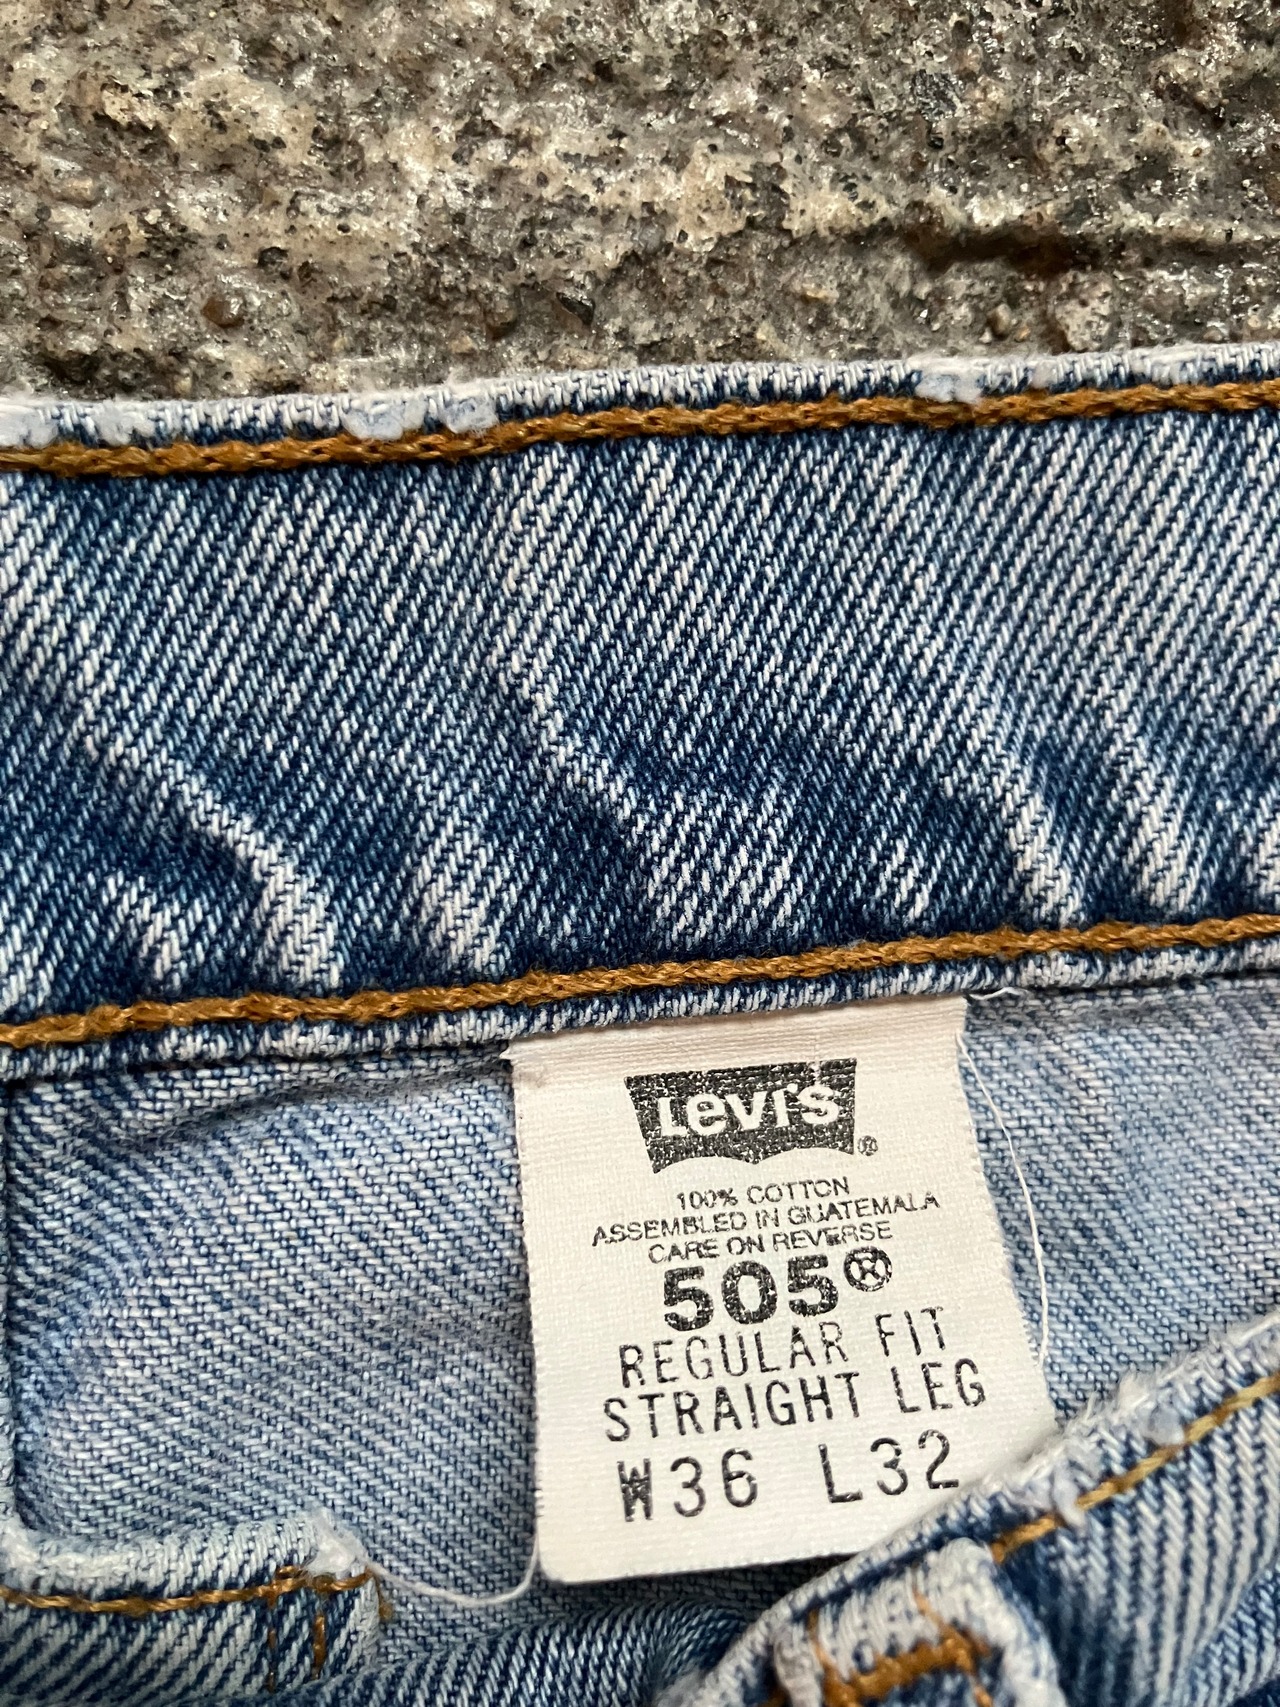 Levi's®
100% COTTON
ASSEMBLED IN GUATEMALA
CARE ON REVERSE
505®
REGULAR FIT
STRAIGHT LEG
W36 L32